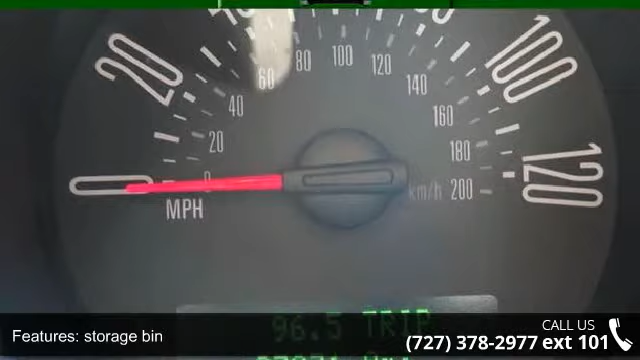 20
100
120
20
40
60
80
100
120
140
160
180
200
0
km/h
MPH
96.5 TRIP
Features: storage bin
CALL US
(727) 378-2977 ext 101